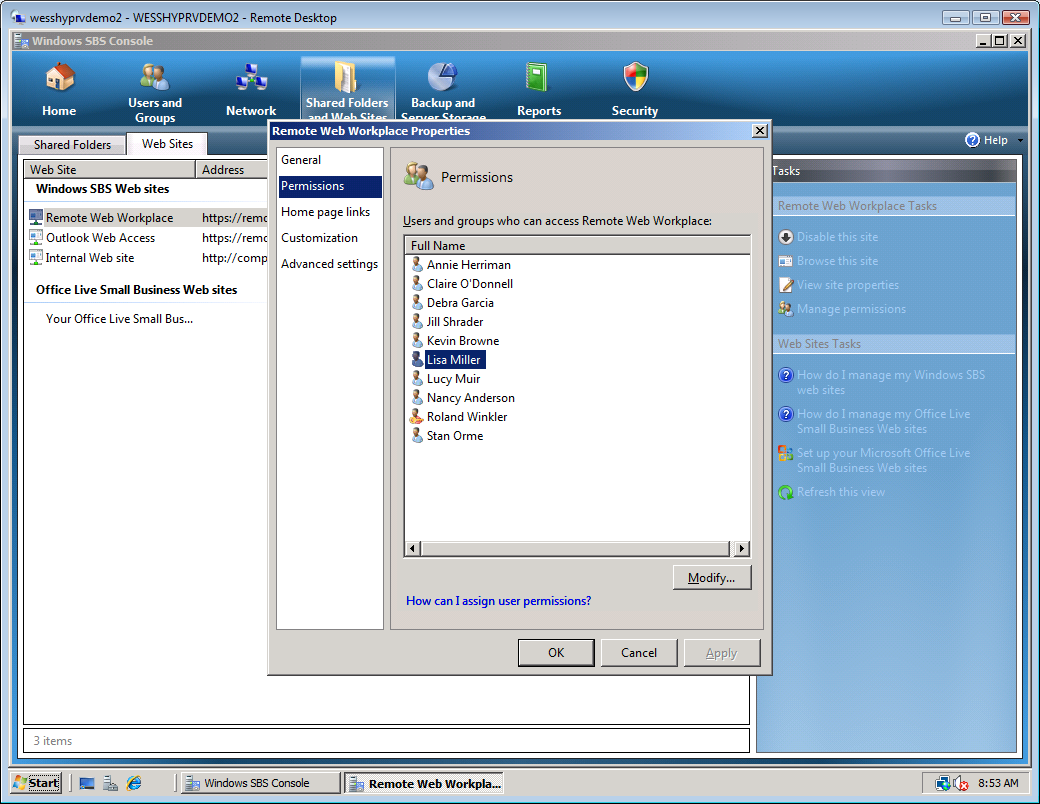 wesshyprvdemo2 - WESSHYPRVDEMO2 - Remote Desktop
Windows SBS Console
Home
Users and
Groups
Network
Shared Folders
and Web Sites
Backup and
Server Storage
Reports
Security
Shared Folders
Web Sites
Help
Web Site
Address
Windows SBS Web sites
Remote Web Workplace
https://remo
Outlook Web Access
https://remo
Internal Web site
http://comp
Office Live Small Business Web sites
Your Office Live Small Bus...
3 items
Remote Web Workplace Properties
General
Permissions
Home page links
Customization
Advanced settings
Permissions
Users and groups who can access Remote Web Workplace:
Full Name
Annie Herriman
Claire O'Donnell
Debra Garcia
Jill Shrader
Kevin Browne
Lisa Miller
Lucy Muir
Nancy Anderson
Roland Winkler
Stan Orme
Modify...
How can I assign user permissions?
OK
Cancel
Apply
Tasks
Remote Web Workplace Tasks
Disable this site
Browse this site
View site properties
Manage permissions
Web Sites Tasks
How do I manage my Windows SBS
web sites
How do I manage my Office Live
Small Business Web sites
Set up your Microsoft Office Live
Small Business Web sites
Refresh this view
Start
Windows SBS Console
Remote Web Workpla...
8:53 AM